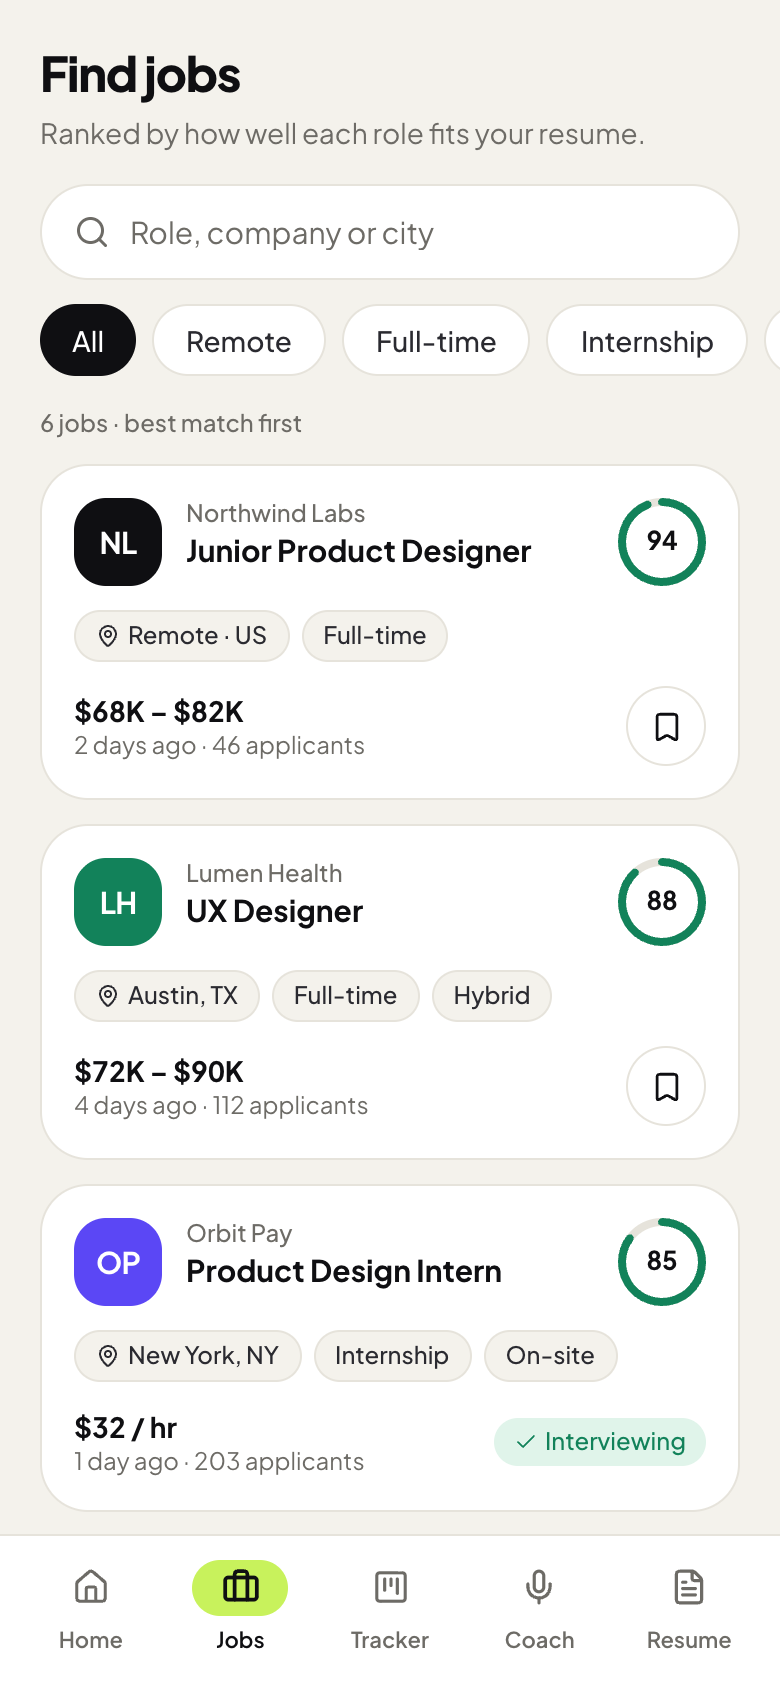 Find jobs
Ranked by how well each role fits your resume.
Role, company or city
All Remote Full-time Internship
6 jobs · best match first
NL
Northwind Labs
Junior Product Designer
94
Remote · US Full-time
$68K – $82K
2 days ago · 46 applicants
LH
Lumen Health
UX Designer
88
Austin, TX Full-time Hybrid
$72K – $90K
4 days ago · 112 applicants
OP
Orbit Pay
Product Design Intern
85
New York, NY Internship On-site
$32 / hr
1 day ago · 203 applicants
Interviewing
Home Jobs Tracker Coach Resume